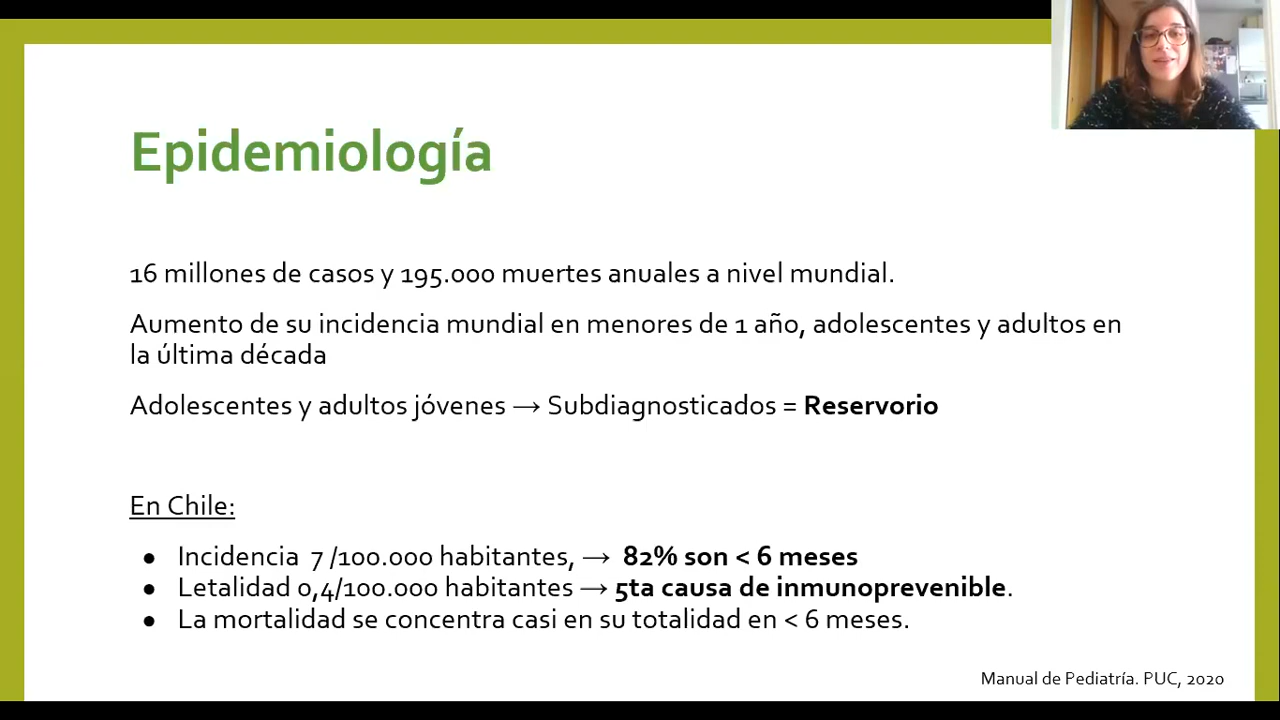 Epidemiología
16 millones de casos y 195.000 muertes anuales a nivel mundial.
Aumento de su incidencia mundial en menores de 1 año, adolescentes y adultos en
la última década
Adolescentes y adultos jóvenes → Subdiagnosticados = Reservorio
En Chile:
● Incidencia 7 /100.000 habitantes, → 82% son < 6 meses
● Letalidad 0,4/100.000 habitantes → 5ta causa de inmunoprevenible.
● La mortalidad se concentra casi en su totalidad en < 6 meses.
Manual de Pediatría. PUC, 2020